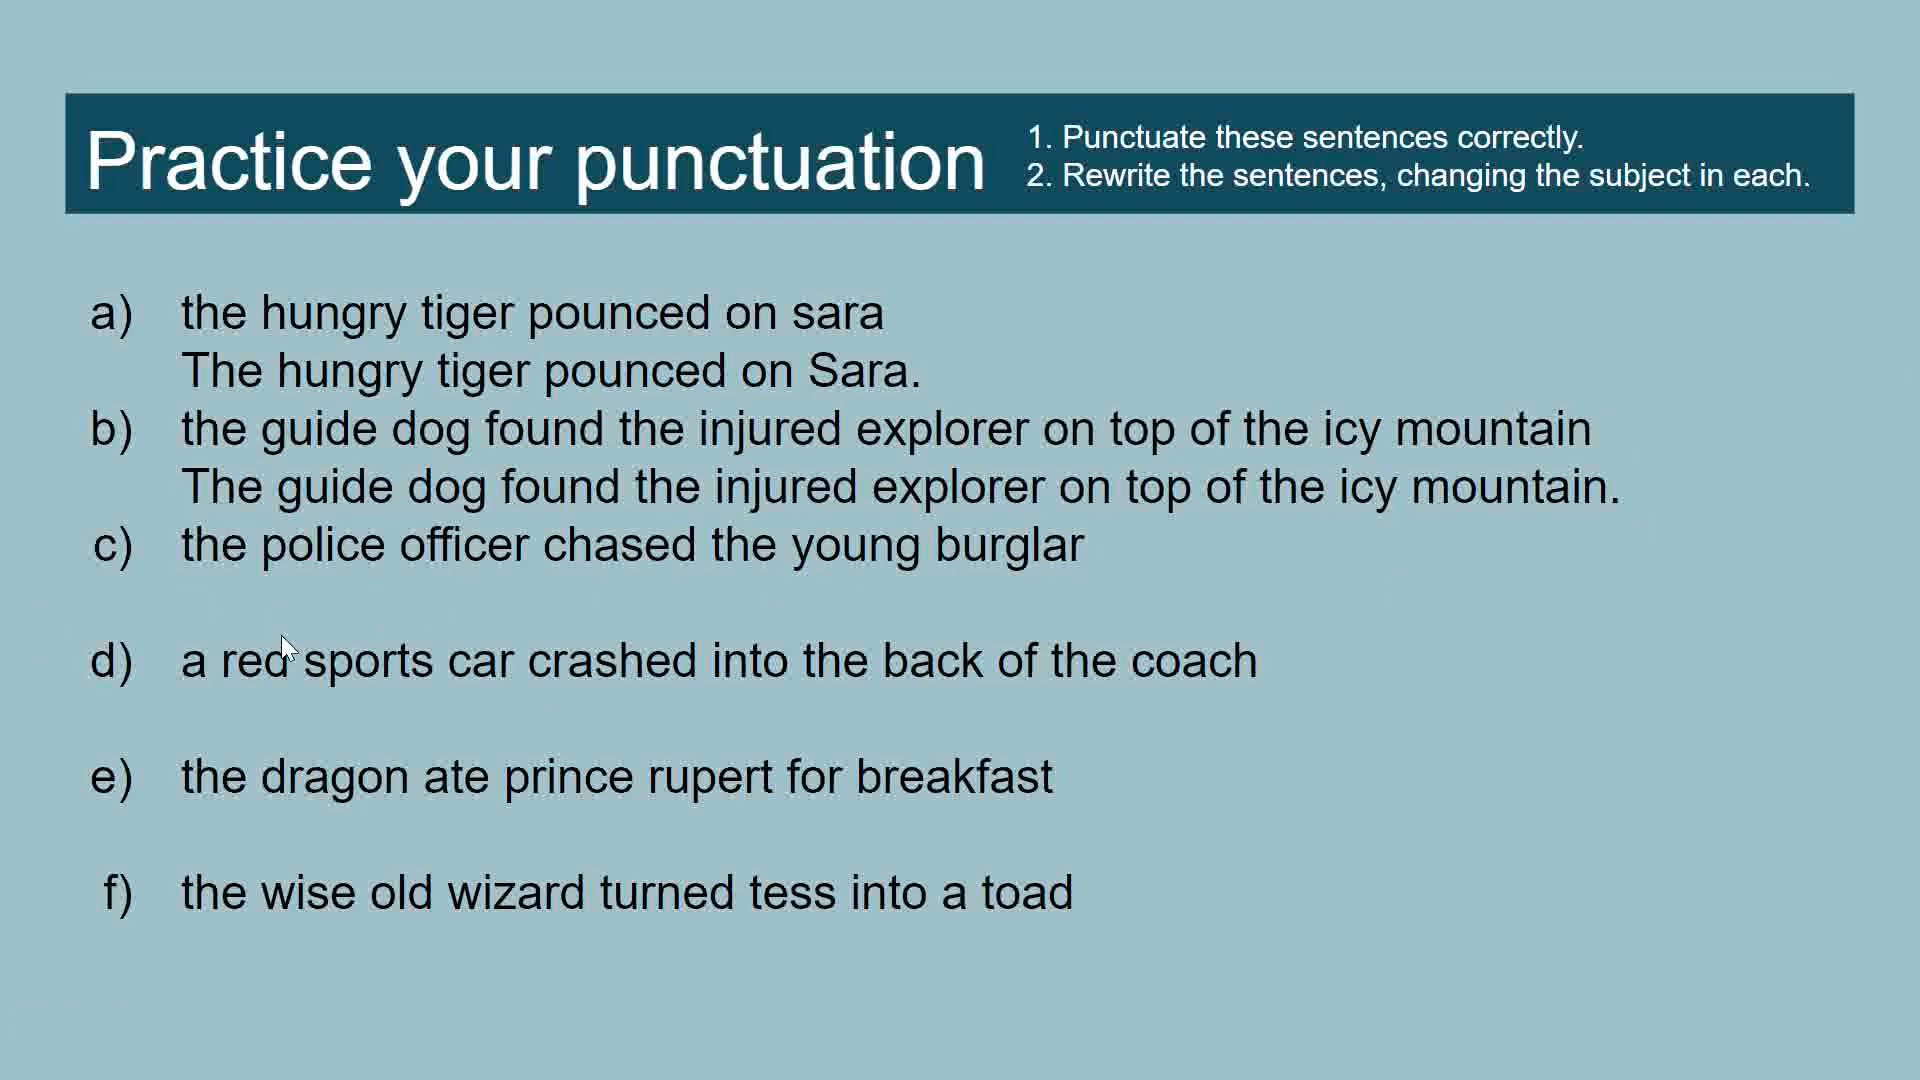 Practice your punctuation
1. Punctuate these sentences correctly.
2. Rewrite the sentences, changing the subject in each.
a) the hungry tiger pounced on sara
The hungry tiger pounced on Sara.
b) the guide dog found the injured explorer on top of the icy mountain
The guide dog found the injured explorer on top of the icy mountain.
c) the police officer chased the young burglar
d) a red sports car crashed into the back of the coach
e) the dragon ate prince rupert for breakfast
f) the wise old wizard turned tess into a toad